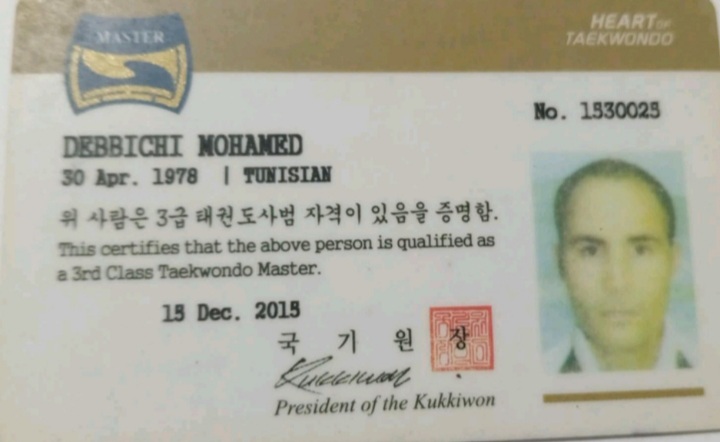 MASTER
HEART OF
TAEKWONDO
No. 1530025
DEBBICHI MOHAMED
30 Apr. 1978 | TUNISIAN
위 사람은 3급 태권도사범 자격이 있음을 증명함.
This certifies that the above person is qualified as
a 3rd Class Taekwondo Master.
15 Dec. 2015
국 기 원 장
Kukkiwon
President of the Kukkiwon